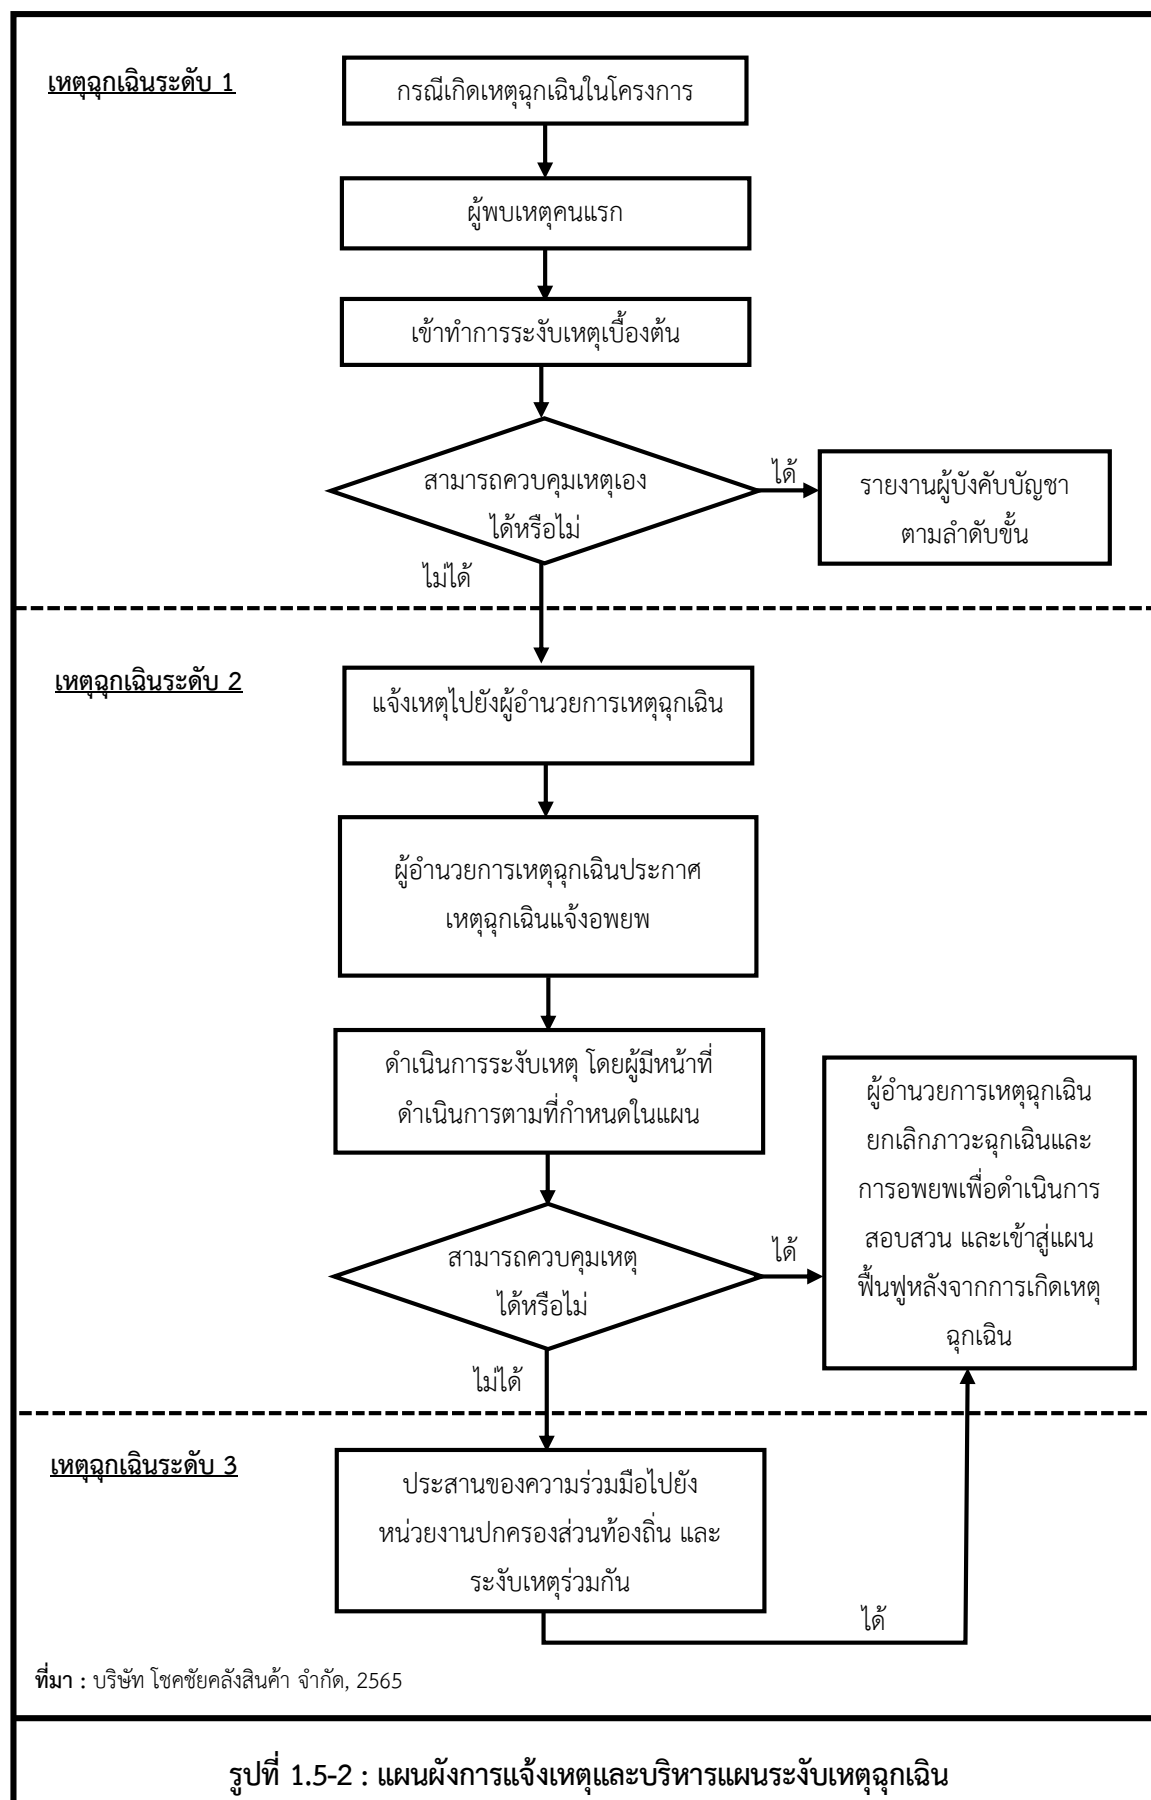 เหตุฉุกเฉินระดับ 1
กรณีเกิดเหตุฉุกเฉินในโครงการ
ผู้พบเหตุคนแรก
เข้าทำการระงับเหตุเบื้องต้น
สามารถควบคุมเหตุเอง
ได้หรือไม่
ได้
รายงานผู้บังคับบัญชา
ตามลำดับขั้น
ไม่ได้
เหตุฉุกเฉินระดับ 2
แจ้งเหตุไปยังผู้อำนวยการเหตุฉุกเฉิน
ผู้อำนวยการเหตุฉุกเฉินประกาศ
เหตุฉุกเฉินแจ้งอพยพ
ดำเนินการระงับเหตุ โดยผู้มีหน้าที่
ดำเนินการตามที่กำหนดในแผน
สามารถควบคุมเหตุ
ได้หรือไม่
ได้
ผู้อำนวยการเหตุฉุกเฉิน
ยกเลิกภาวะฉุกเฉินและ
การอพยพเพื่อดำเนินการ
สอบสวน และเข้าสู่แผน
ฟื้นฟูหลังจากการเกิดเหตุ
ฉุกเฉิน
ไม่ได้
เหตุฉุกเฉินระดับ 3
ประสานของความร่วมมือไปยัง
หน่วยงานปกครองส่วนท้องถิ่น และ
ระงับเหตุร่วมกัน
ได้
ที่มา : บริษัท โชคชัยคลังสินค้า จำกัด, 2565
รูปที่ 1.5-2 : แผนผังการแจ้งเหตุและบริหารแผนระงับเหตุฉุกเฉิน